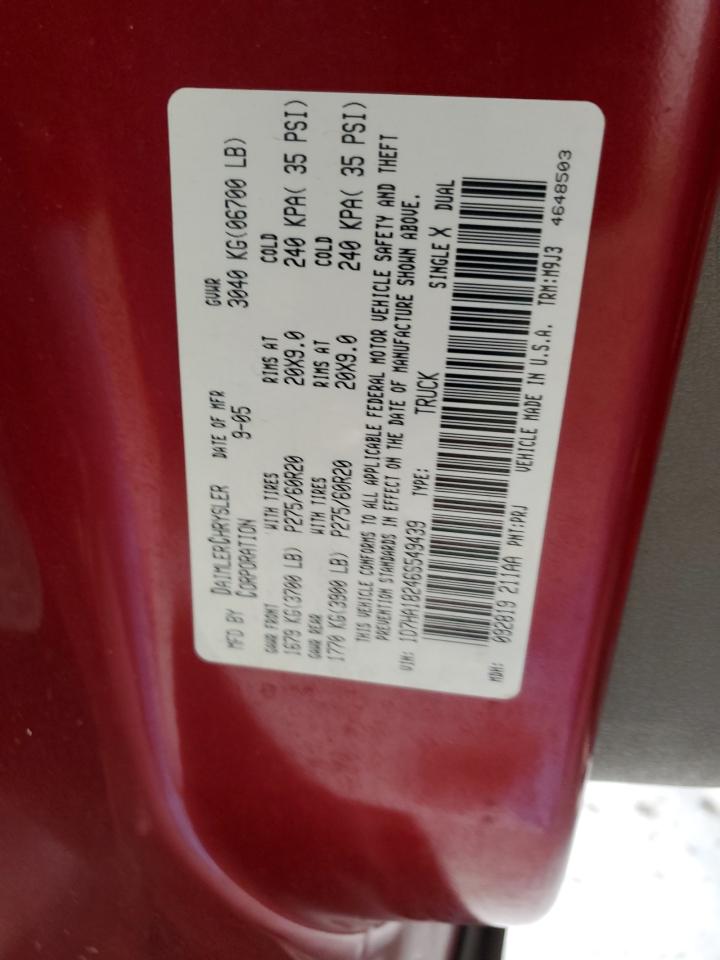 MFD BY DAIMLERCHRYSLER CORPORATION DATE OF MFR 9-05 GVWR 3040 KG(06700 LB)
GAWR FRONT WITH TIRES RIMS AT COLD
1679 KG(3700 LB) P275/60R20 20X9.0 240 KPA( 35 PSI)
GAWR REAR WITH TIRES RIMS AT COLD
1770 KG(3900 LB) P275/60R20 20X9.0 240 KPA( 35 PSI)
THIS VEHICLE CONFORMS TO ALL APPLICABLE FEDERAL MOTOR VEHICLE SAFETY AND THEFT
PREVENTION STANDARDS IN EFFECT ON THE DATE OF MANUFACTURE SHOWN ABOVE.
VIN: 1D7HA18246S549439 TYPE: TRUCK SINGLE X DUAL
MDH: 092819 211AA PNT:PRJ VEHICLE MADE IN U.S.A. TRM:M9J3 4648503